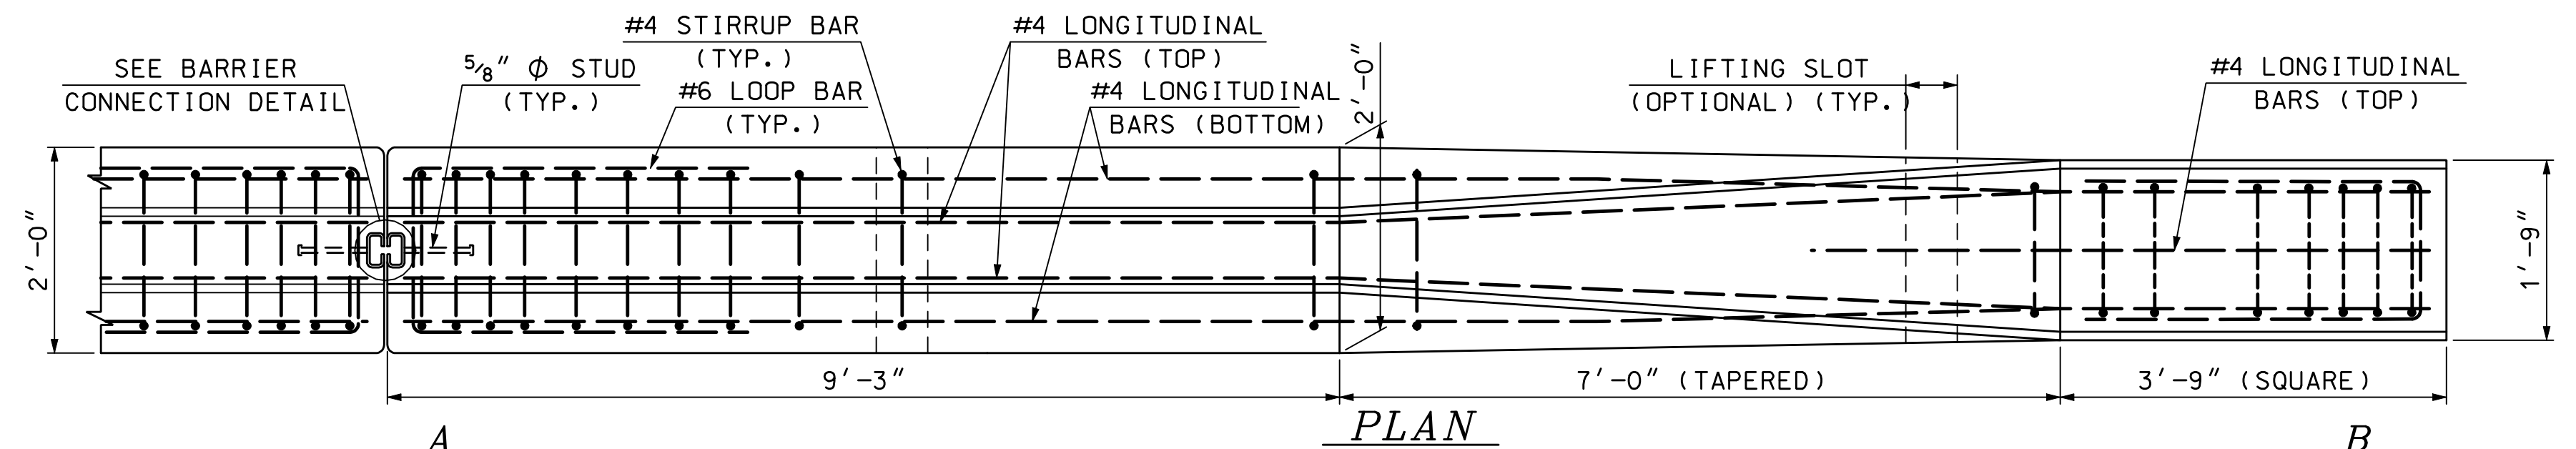 SEE BARRIER
CONNECTION DETAIL
5/8" Ø STUD
(TYP.)
#4 STIRRUP BAR
(TYP.)
#6 LOOP BAR
(TYP.)
#4 LONGITUDINAL
BARS (TOP)
#4 LONGITUDINAL
BARS (BOTTOM)
2'-0"
LIFTING SLOT
(OPTIONAL) (TYP.)
#4 LONGITUDINAL
BARS (TOP)
2'-0"
1'-9"
9'-3"
7'-0" (TAPERED)
3'-9" (SQUARE)
PLAN
A
B